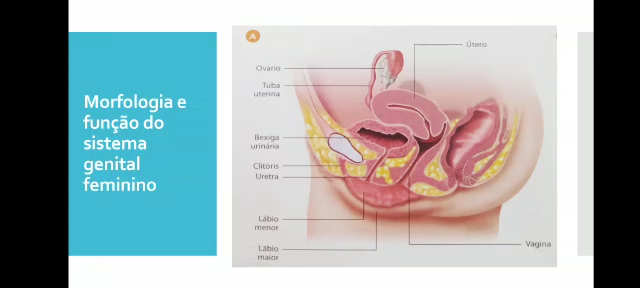 Morfologia e
função do
sistema
genital
feminino
A
Útero
Ovário
Tuba
uterina
Bexiga
urinária
Clitóris
Uretra
Lábio
menor
Lábio
maior
Vagina